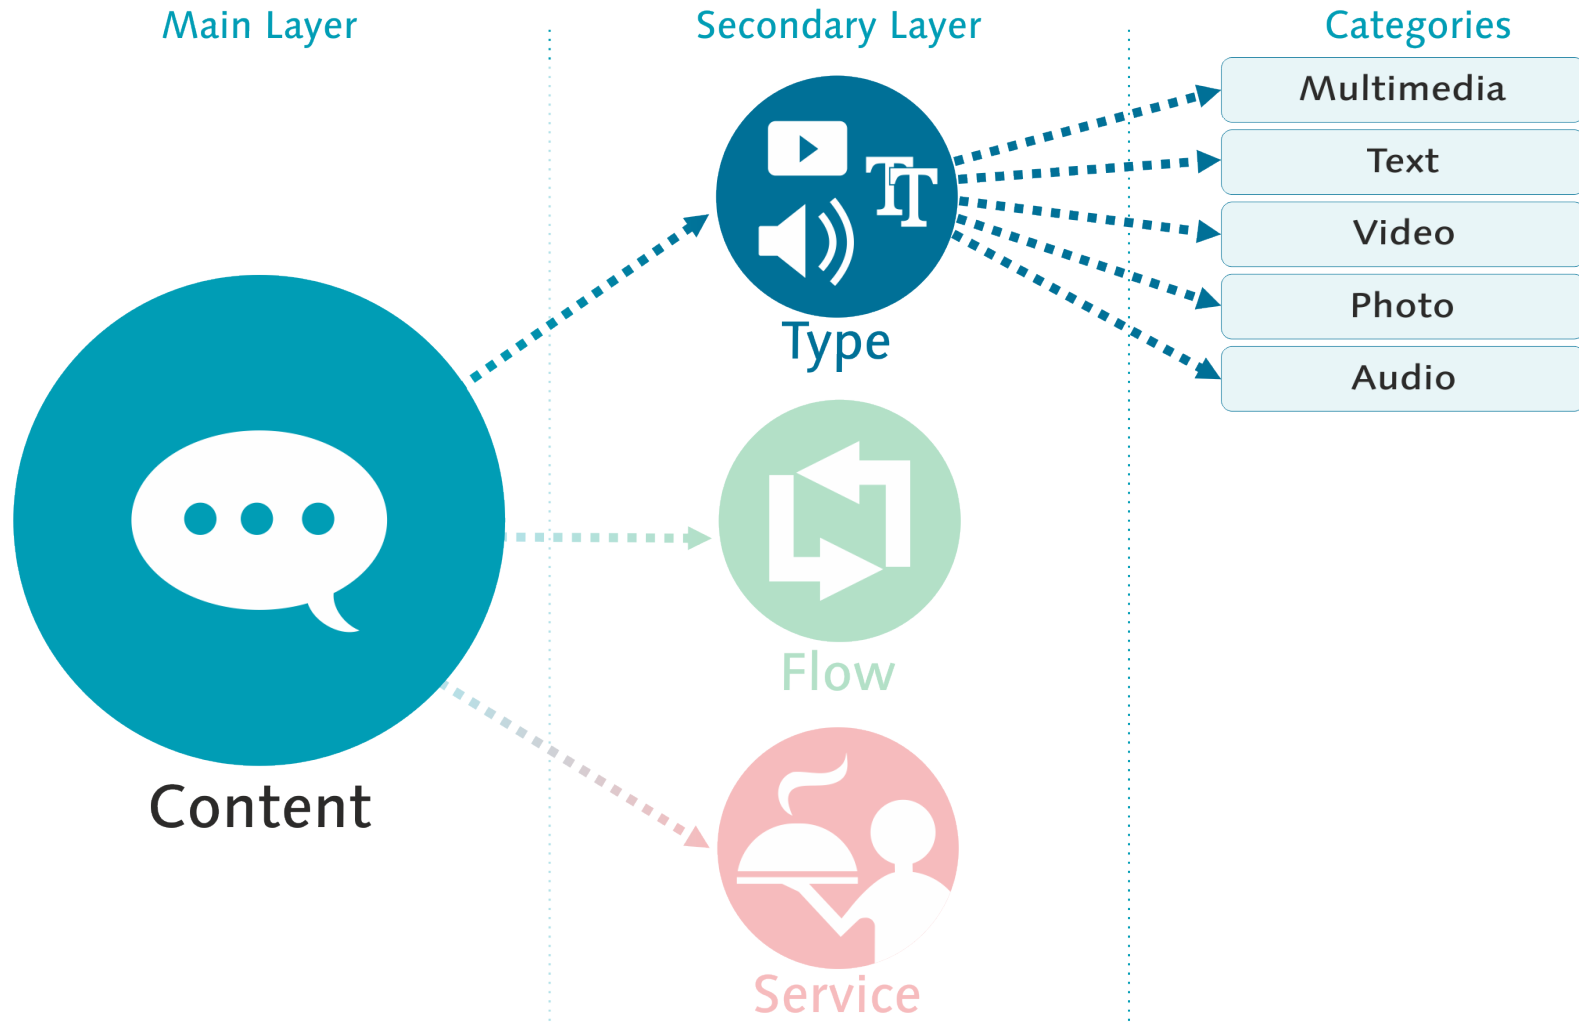 Main Layer
Secondary Layer
Categories
Multimedia
Text
Video
Photo
Audio
Type
Flow
Content
Service